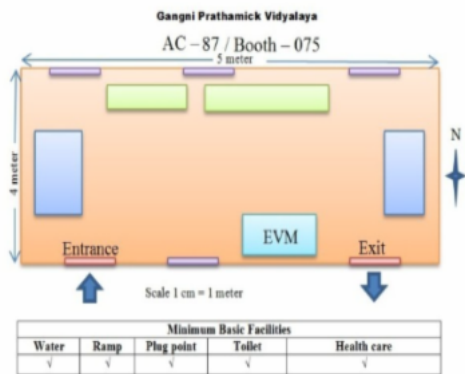 Gangni Prathamick Vidyalaya
AC – 87 / Booth – 075
5 meter
4 meter
N
Entrance
EVM
Exit
Scale 1 cm = 1 meter
Minimum Basic Facilities
Water Ramp Plug point Toilet Health care
√ √ √ √ √